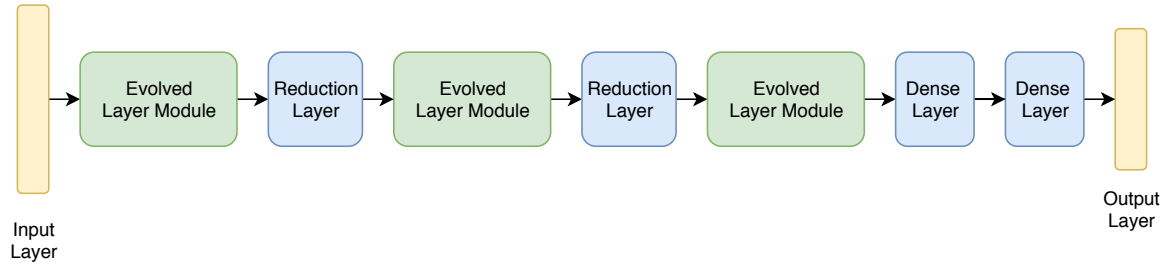 Evolved
Layer Module
Reduction
Layer
Evolved
Layer Module
Reduction
Layer
Evolved
Layer Module
Dense
Layer
Dense
Layer
Input
Layer
Output
Layer